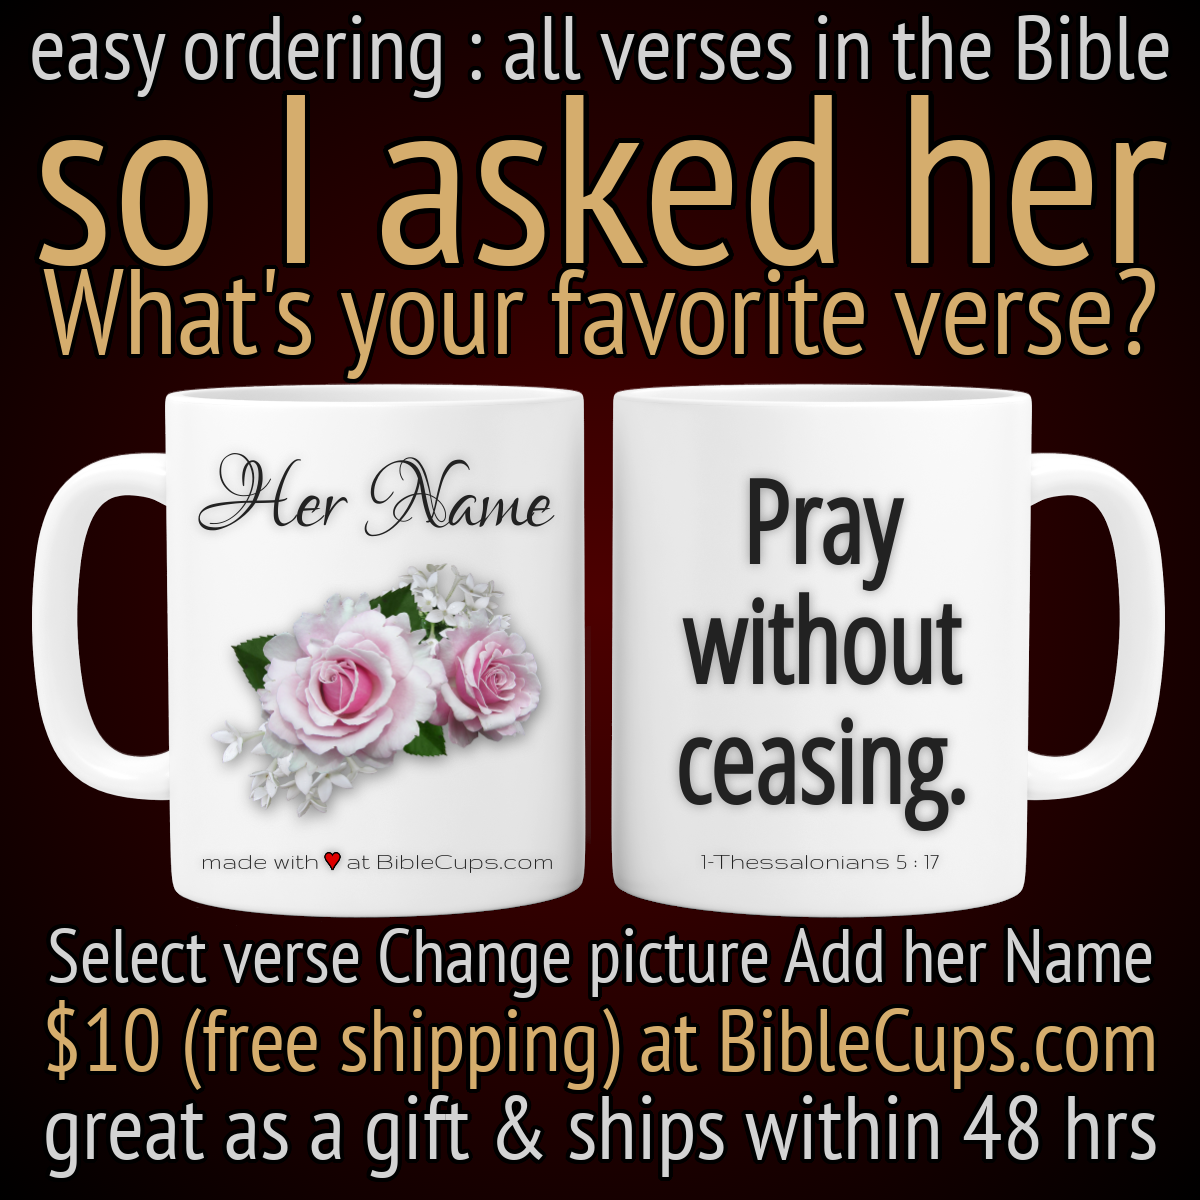 easy ordering : all verses in the Bible
so I asked her
What's your favorite verse?
Her Name
made with ♥ at BibleCups.com
Pray
without
ceasing.
1-Thessalonians 5 : 17
Select verse Change picture Add her Name
$10 (free shipping) at BibleCups.com
great as a gift & ships within 48 hrs